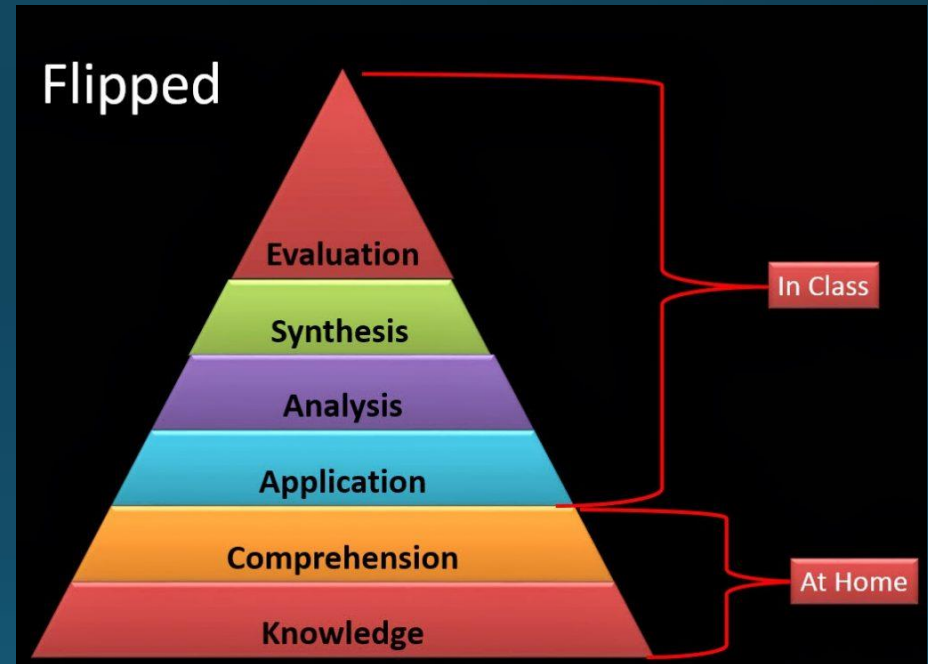 Flipped
Evaluation
In Class
Synthesis
Analysis
Application
Comprehension
At Home
Knowledge